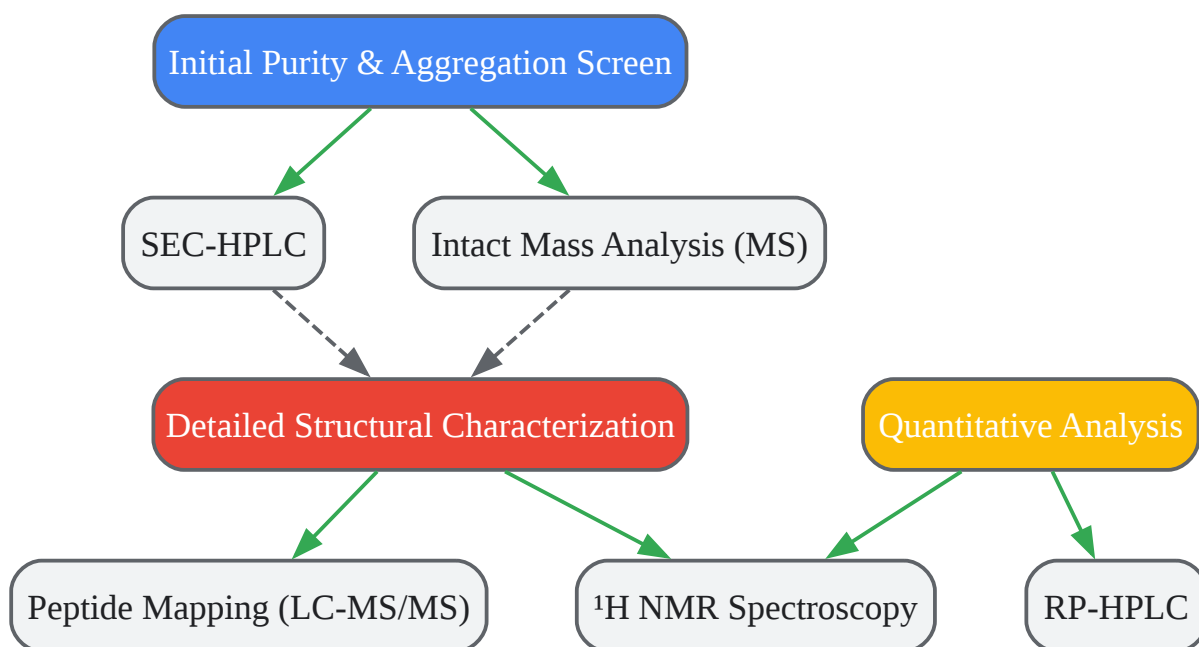 Initial Purity & Aggregation Screen
SEC-HPLC
Intact Mass Analysis (MS)
Detailed Structural Characterization
Quantitative Analysis
Peptide Mapping (LC-MS/MS)
¹H NMR Spectroscopy
RP-HPLC